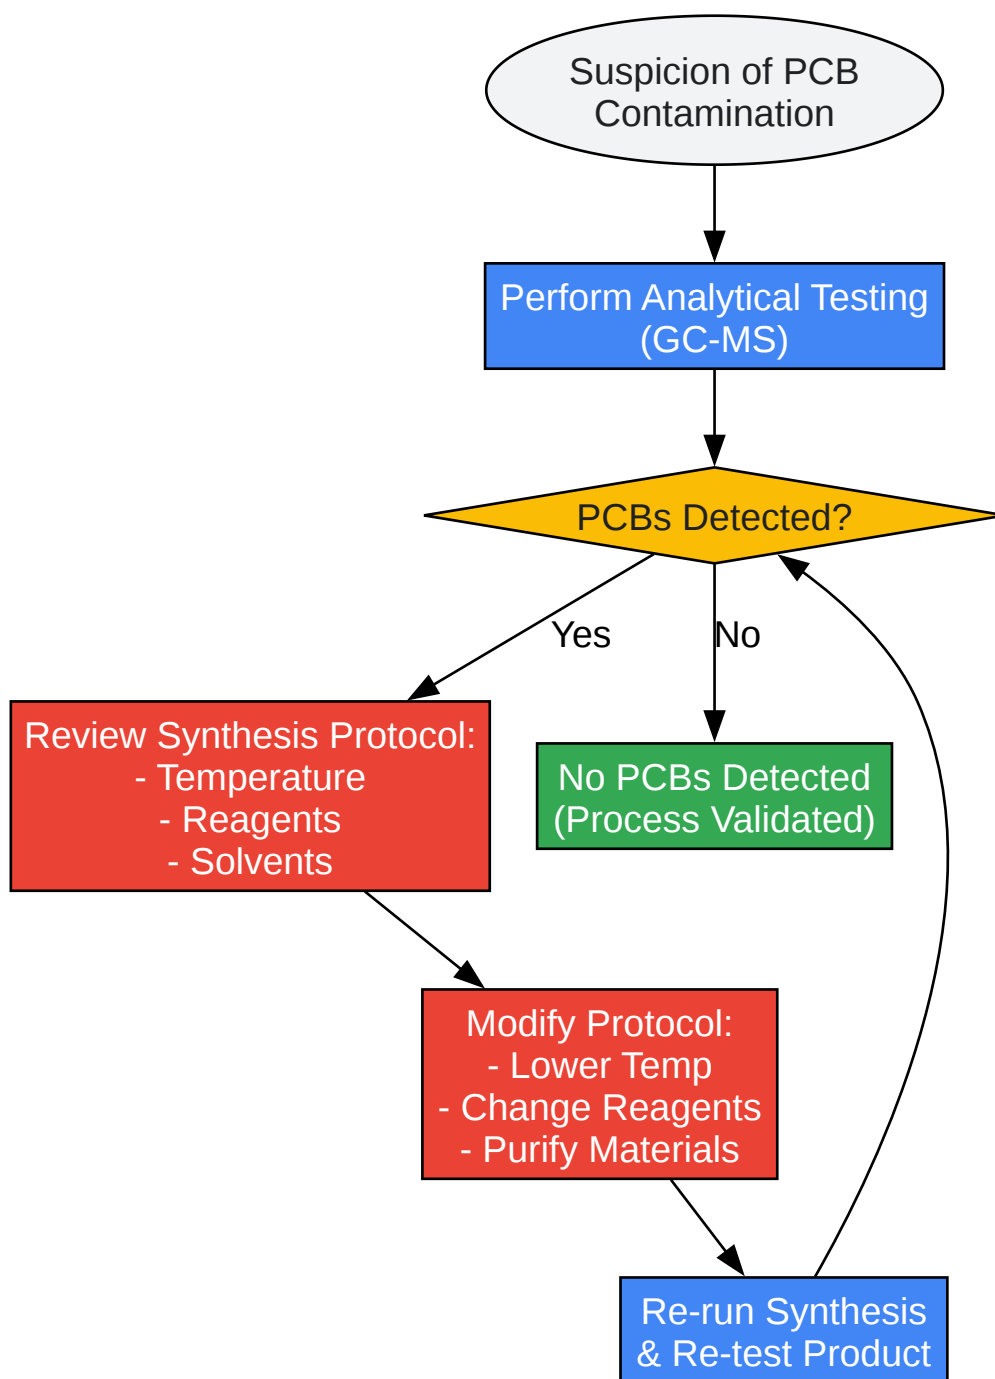 Suspicion of PCB
Contamination
Perform Analytical Testing
(GC-MS)
PCBs Detected?
Yes
No
Review Synthesis Protocol:
- Temperature
- Reagents
- Solvents
No PCBs Detected
(Process Validated)
Modify Protocol:
- Lower Temp
- Change Reagents
- Purify Materials
Re-run Synthesis
& Re-test Product